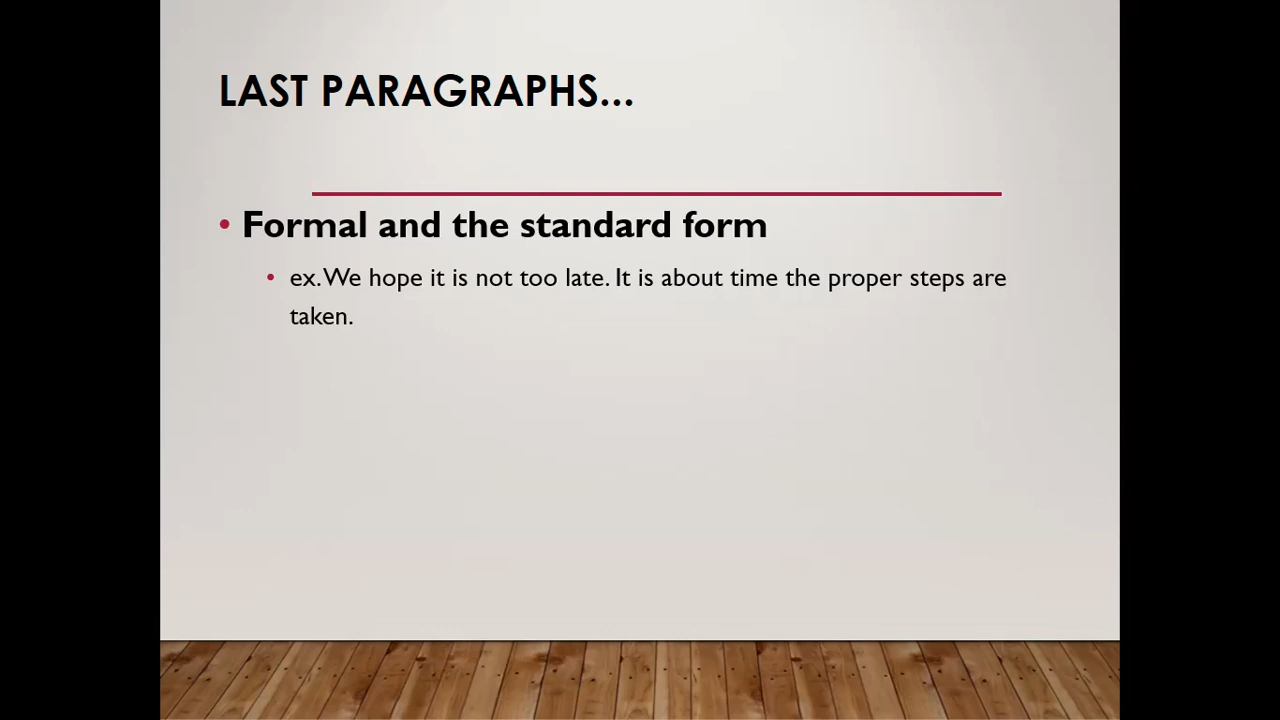 LAST PARAGRAPHS...
• Formal and the standard form
• ex. We hope it is not too late. It is about time the proper steps are
taken.